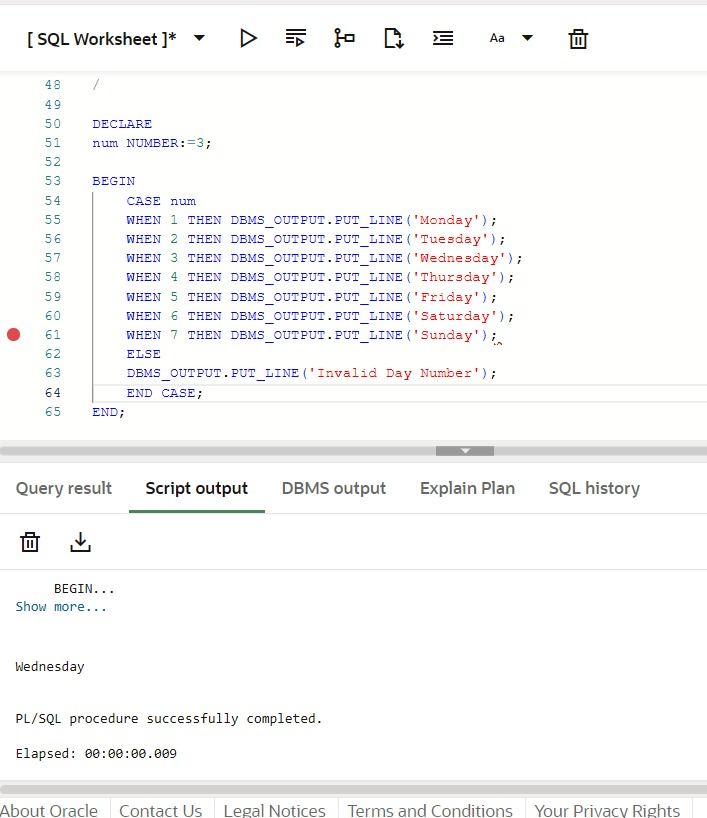 [ SQL Worksheet ]*
Aa
48 /
49
50 DECLARE
51 num NUMBER:=3;
52
53 BEGIN
54 CASE num
55 WHEN 1 THEN DBMS_OUTPUT.PUT_LINE('Monday');
56 WHEN 2 THEN DBMS_OUTPUT.PUT_LINE('Tuesday');
57 WHEN 3 THEN DBMS_OUTPUT.PUT_LINE('Wednesday');
58 WHEN 4 THEN DBMS_OUTPUT.PUT_LINE('Thursday');
59 WHEN 5 THEN DBMS_OUTPUT.PUT_LINE('Friday');
60 WHEN 6 THEN DBMS_OUTPUT.PUT_LINE('Saturday');
61 WHEN 7 THEN DBMS_OUTPUT.PUT_LINE('Sunday');
62 ELSE
63 DBMS_OUTPUT.PUT_LINE('Invalid Day Number');
64 END CASE;
65 END;
Query result Script output DBMS output Explain Plan SQL history
BEGIN...
Show more...
Wednesday
PL/SQL procedure successfully completed.
Elapsed: 00:00:00.009
About Oracle Contact Us Legal Notices Terms and Conditions Your Privacy Rights